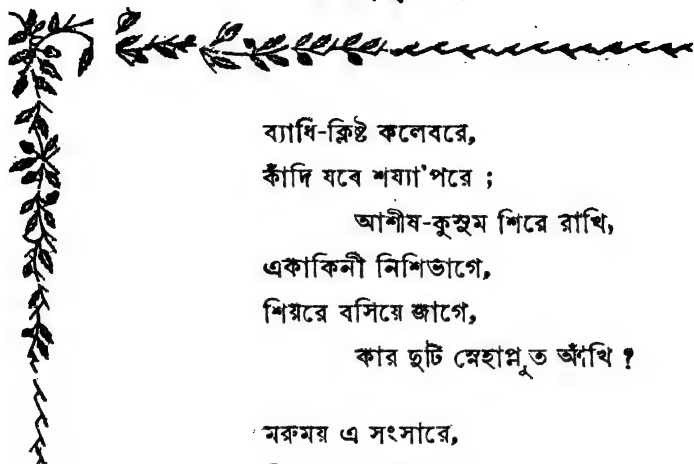 ব্যাধি-ক্লিষ্ট কলেবরে,
কাঁদি যবে শয্যা'পরে ;
আশীষ-কুসুম শিরে রাখি,
একাকিনী নিশিভাগে,
শিয়রে বসিয়ে জাগে,
কার দুটি স্নেহাপ্লুত আঁখি ?
মরুময় এ সংসারে,